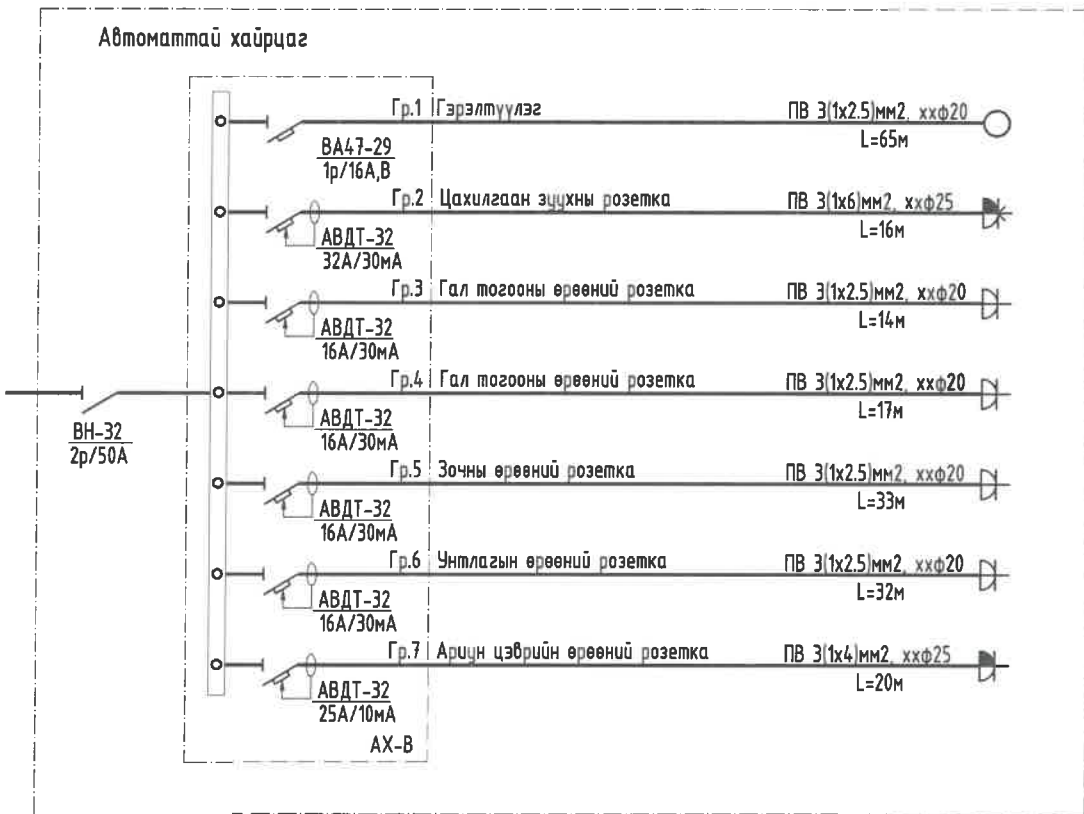 Автоматтай хайрцаг
Гр.1 Гэрэлтүүлэг ПВ 3(1х2.5)мм2, ххф20
ВА47-29 L=65м
1р/16А,В
Гр.2 Цахилгаан зуухны розетка ПВ 3(1х6)мм2, ххф25
АВДТ-32 L=16м
32А/30мА
Гр.3 Гал тогооны өрөөний розетка ПВ 3(1х2.5)мм2, ххф20
АВДТ-32 L=14м
16А/30мА
Гр.4 Гал тогооны өрөөний розетка ПВ 3(1х2.5)мм2, ххф20
АВДТ-32 L=17м
16А/30мА
ВН-32
2р/50А
Гр.5 Зочны өрөөний розетка ПВ 3(1х2.5)мм2, ххф20
АВДТ-32 L=33м
16А/30мА
Гр.6 Унтлагын өрөөний розетка ПВ 3(1х2.5)мм2, ххф20
АВДТ-32 L=32м
16А/30мА
Гр.7 Ариун цэврийн өрөөний розетка ПВ 3(1х4)мм2, ххф25
АВДТ-32 L=20м
25А/10мА
АХ-В